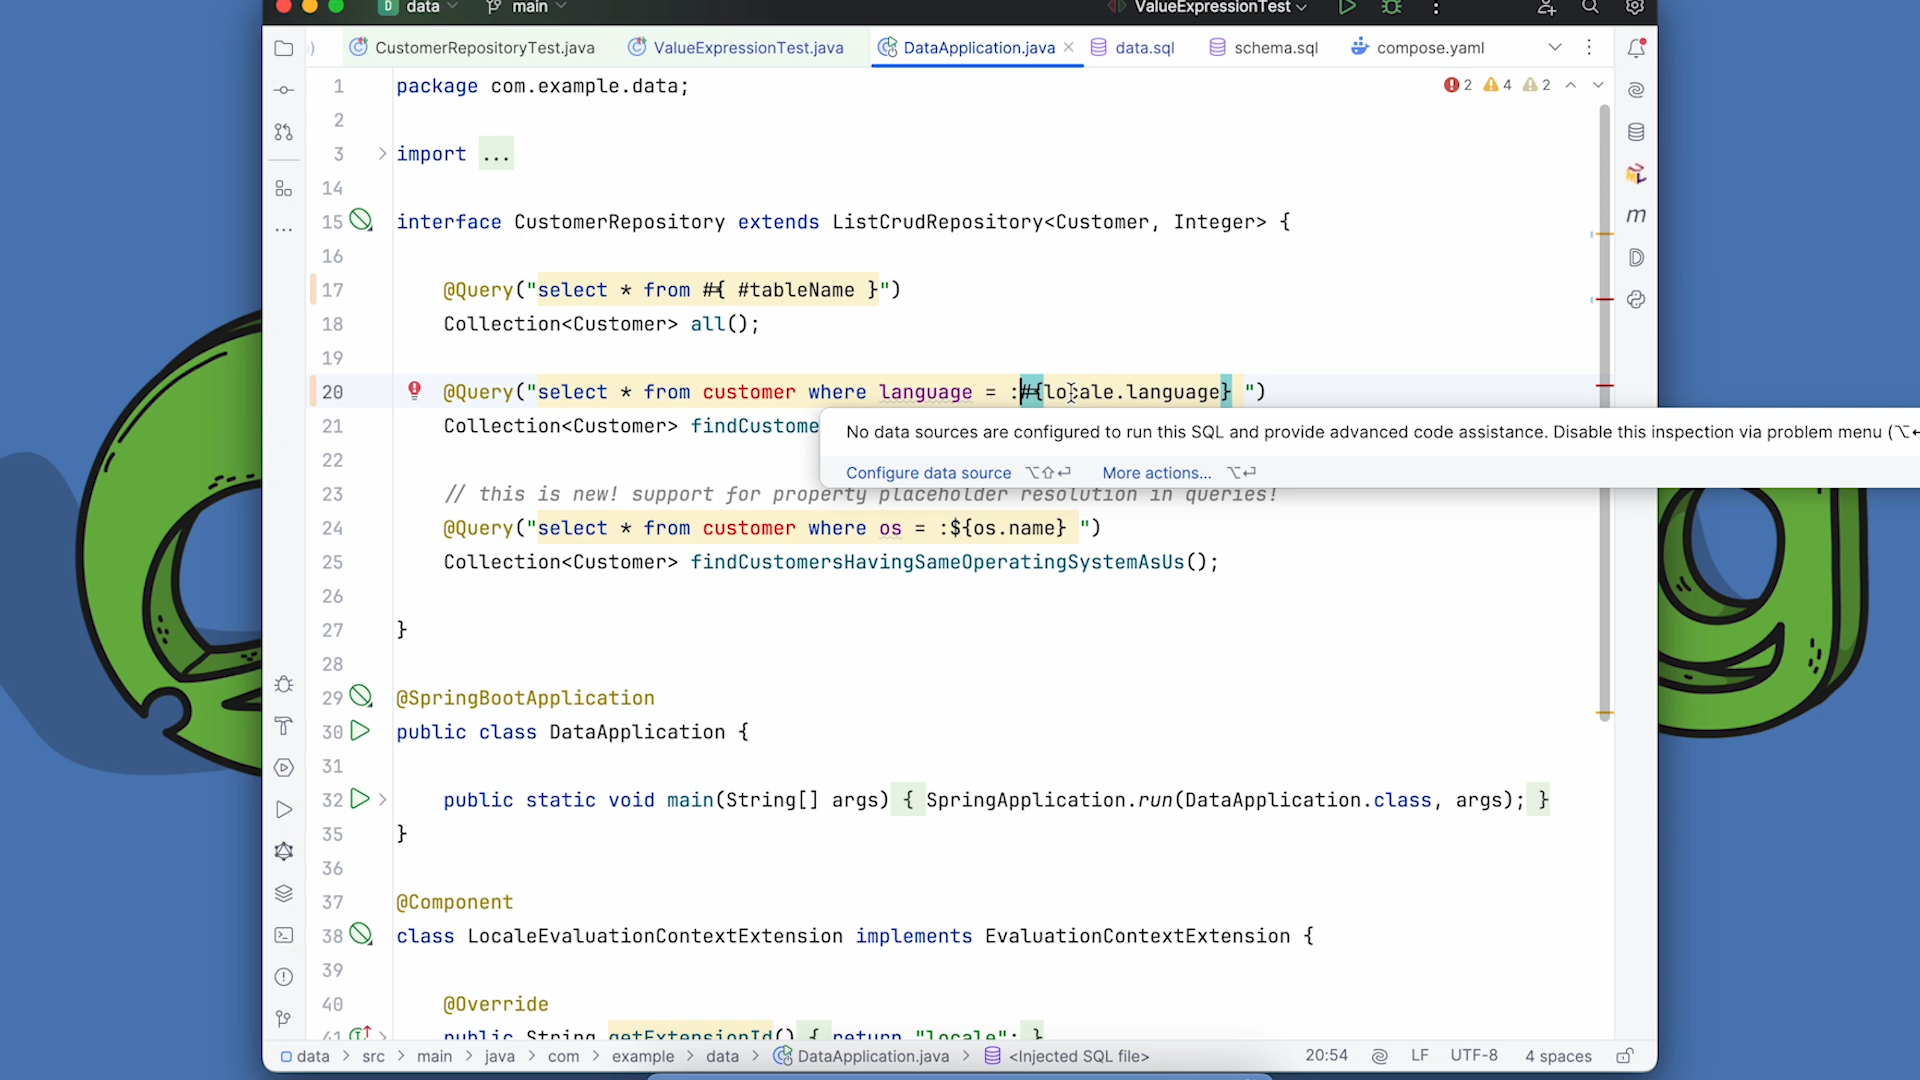 data
main
ValueExpressionTest
CustomerRepositoryTest.java
ValueExpressionTest.java
DataApplication.java
data.sql
schema.sql
compose.yaml
2 4 2
1 package com.example.data;
2
3 import ...
14
15 interface CustomerRepository extends ListCrudRepository<Customer, Integer> {
16
17 @Query("select * from #{ #tableName }")
18 Collection<Customer> all();
19
20 @Query("select * from customer where language = :#{locale.language} ")
21 Collection<Customer> findCustome
No data sources are configured to run this SQL and provide advanced code assistance. Disable this inspection via problem menu (⌥↵
Configure data source ⌥⇧↵ More actions... ⌥↵
22
23 // this is new! support for property placeholder resolution in queries!
24 @Query("select * from customer where os = :${os.name} ")
25 Collection<Customer> findCustomersHavingSameOperatingSystemAsUs();
26
27 }
28
29 @SpringBootApplication
30 public class DataApplication {
31
32 public static void main(String[] args) { SpringApplication.run(DataApplication.class, args); }
35 }
36
37 @Component
38 class LocaleEvaluationContextExtension implements EvaluationContextExtension {
39
40 @Override
41 public String getExtensionId() { return "locale"; }
data > src > main > java > com > example > data > DataApplication.java > <Injected SQL file>
20:54 LF UTF-8 4 spaces